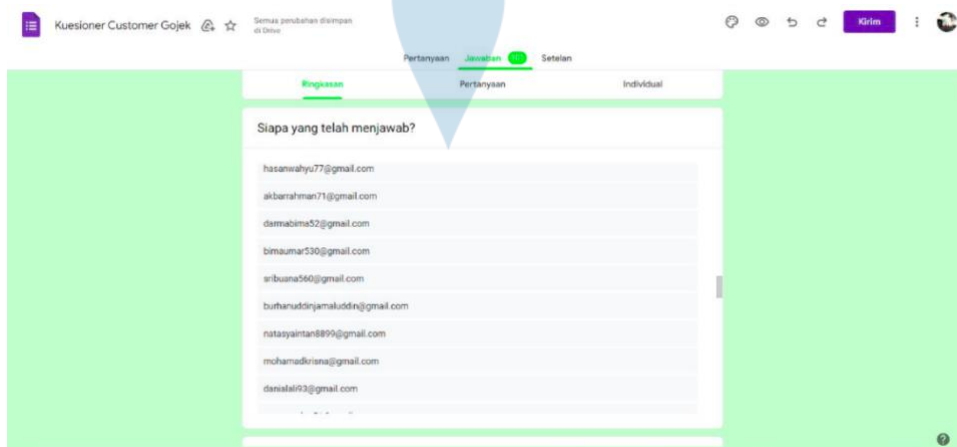 Kuesioner Customer Gojek
Semua perubahan disimpan
di Drive
Kirim
Pertanyaan Jawaban Setelan
Ringkasan Pertanyaan Individual
Siapa yang telah menjawab?
hasanwahyu77@gmail.com
akbarrahman71@gmail.com
darmabima52@gmail.com
bimaumar530@gmail.com
sribuana560@gmail.com
burhanuddinjamaluddin@gmail.com
natasyaintan8899@gmail.com
mohamadkrisna@gmail.com
danialali93@gmail.com